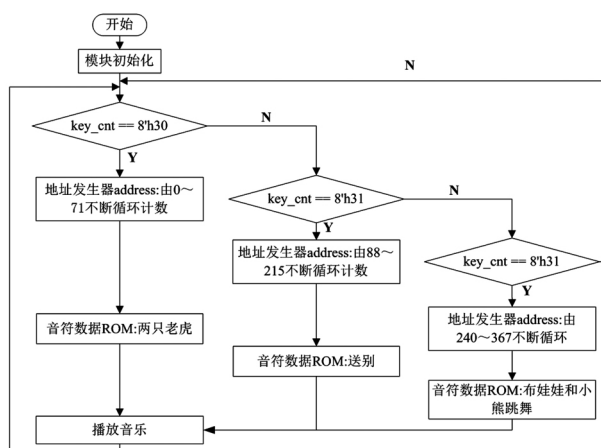 开始
模块初始化
N
key_cnt == 8'h30
N
Y
地址发生器address:由0～
71不断循环计数
key_cnt == 8'h31
N
Y
地址发生器address:由88～
215不断循环计数
key_cnt == 8'h31
Y
地址发生器address:由
240～367不断循环
音符数据ROM:两只老虎
音符数据ROM:送别
音符数据ROM:布娃娃和小
熊跳舞
播放音乐